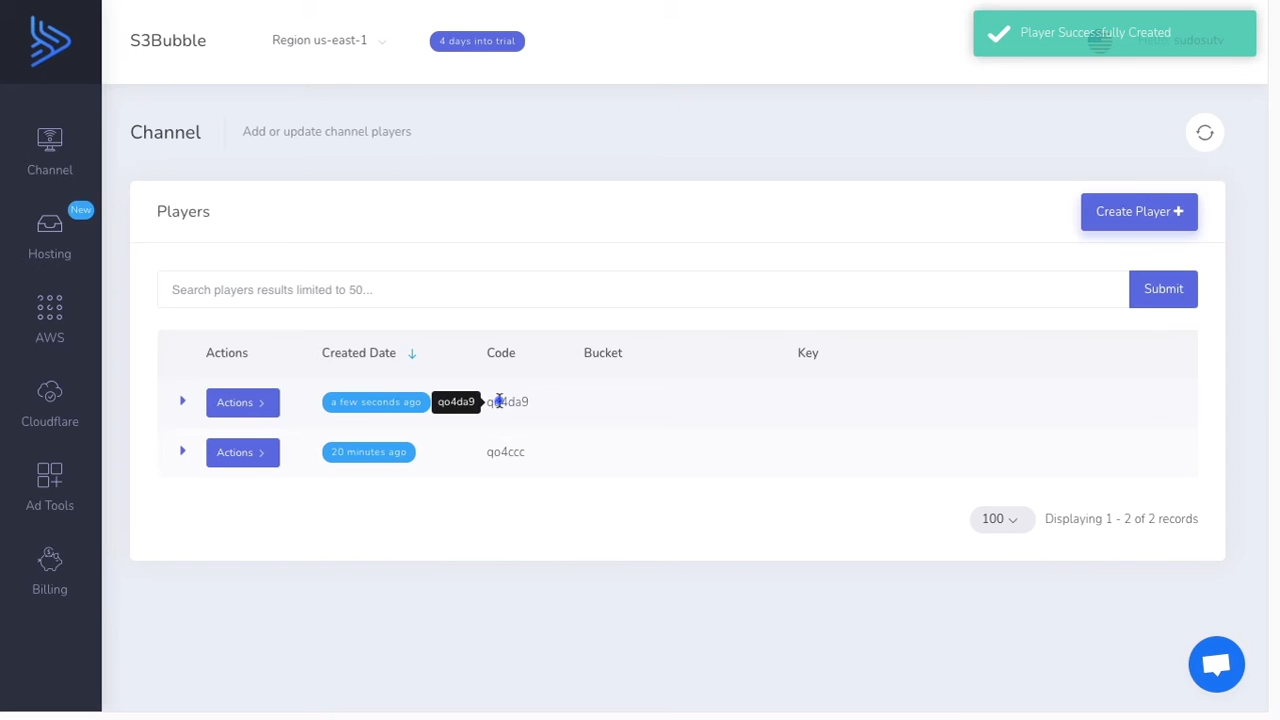 S3Bubble
Region us-east-1
4 days into trial
Player Successfully Created
sudosutv
Channel
Add or update channel players
Channel
New
Hosting
AWS
Cloudflare
Ad Tools
Billing
Players
Create Player +
Search players results limited to 50...
Submit
Actions
Created Date
Code
Bucket
Key
Actions
a few seconds ago
qo4da9
qo4da9
Actions
20 minutes ago
qo4ccc
100
Displaying 1 - 2 of 2 records